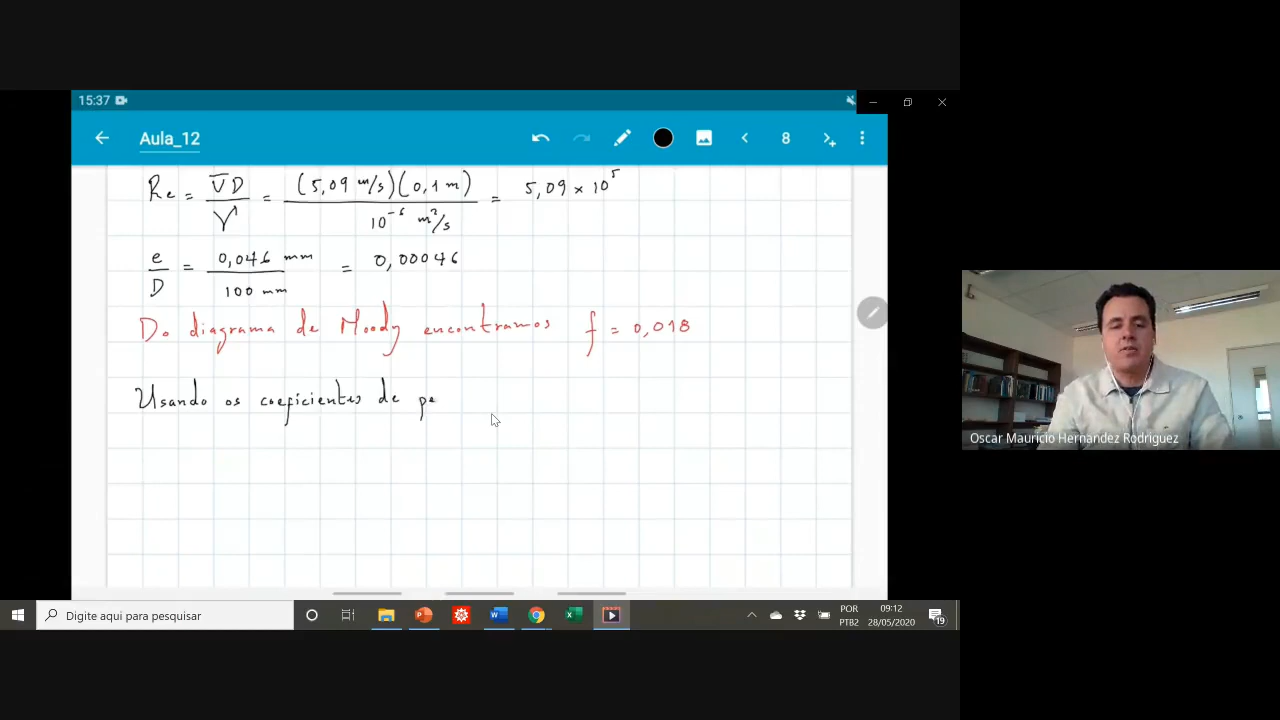 15:37
Aula_12
8
Re = V̅ D / ν = (5,09 m/s)(0,1 m) / 10⁻⁶ m²/s = 5,09 × 10⁵
e / D = 0,046 mm / 100 mm = 0,00046
Do diagrama de Moody encontramos f = 0,018
Usando os coeficientes de pe
Oscar Mauricio Hernandez Rodriguez
Digite aqui para pesquisar
POR
PTB2
09:12
28/05/2020
19